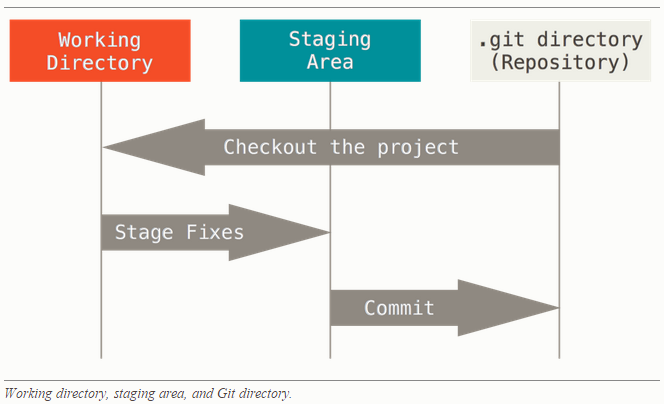 Working
Directory
Staging
Area
.git directory
(Repository)
Checkout the project
Stage Fixes
Commit
Working directory, staging area, and Git directory.